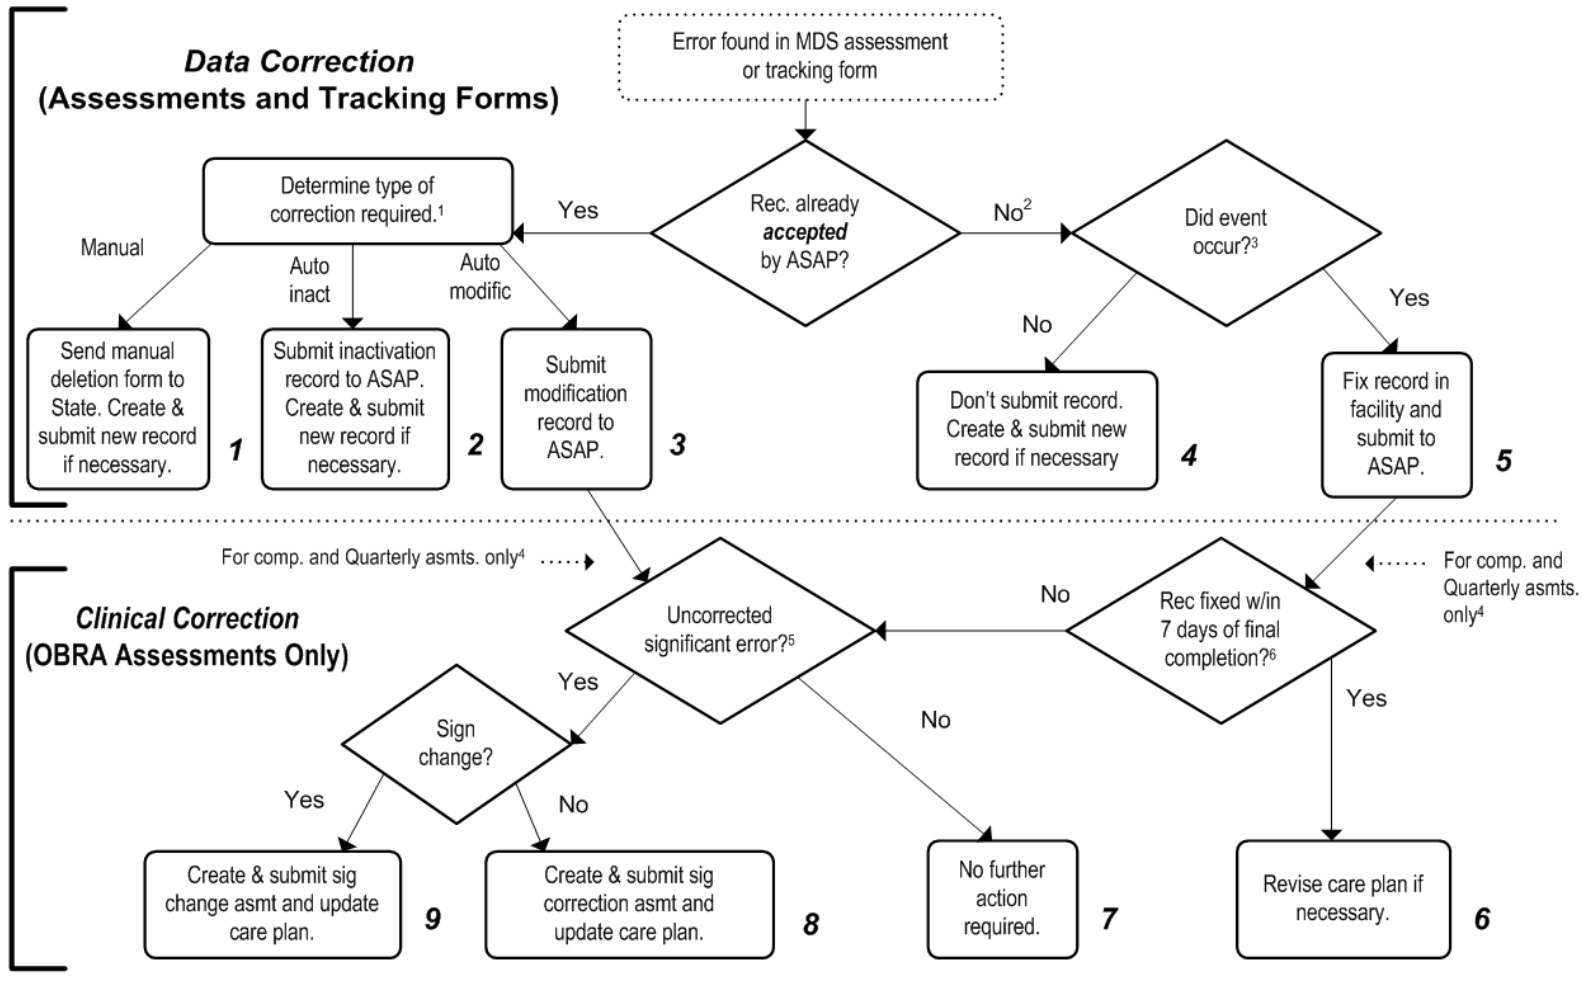 Data Correction
(Assessments and Tracking Forms)
Error found in MDS assessment
or tracking form
Determine type of
correction required.1
Yes
Rec. already
accepted
by ASAP?
No2
Did event
occur?3
Manual
Auto
inact
Auto
modific
No
Yes
Send manual
deletion form to
State. Create &
submit new record
if necessary.
1
Submit inactivation
record to ASAP.
Create & submit
new record if
necessary.
2
Submit
modification
record to
ASAP.
3
Don't submit record.
Create & submit new
record if necessary
4
Fix record in
facility and
submit to
ASAP.
5
For comp. and Quarterly asmts. only4
For comp. and
Quarterly asmts.
only4
Clinical Correction
(OBRA Assessments Only)
Uncorrected
significant error?5
No
Rec fixed w/in
7 days of final
completion?6
Yes
No
Yes
Sign
change?
Yes
No
Create & submit sig
change asmt and update
care plan.
9
Create & submit sig
correction asmt and
update care plan.
8
No further
action
required.
7
Revise care plan if
necessary.
6